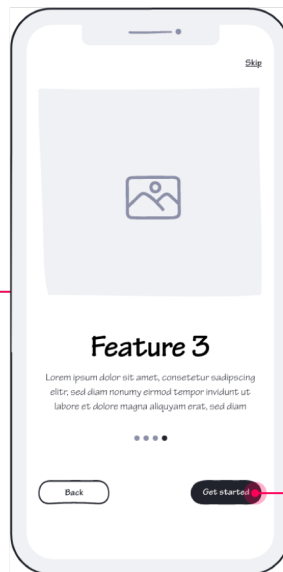 Skip
Feature 3
Lorem ipsum dolor sit amet, consetetur sadipscing
elitr, sed diam nonumy eirmod tempor invidunt ut
labore et dolore magna aliquyam erat, sed diam
Back
Get started